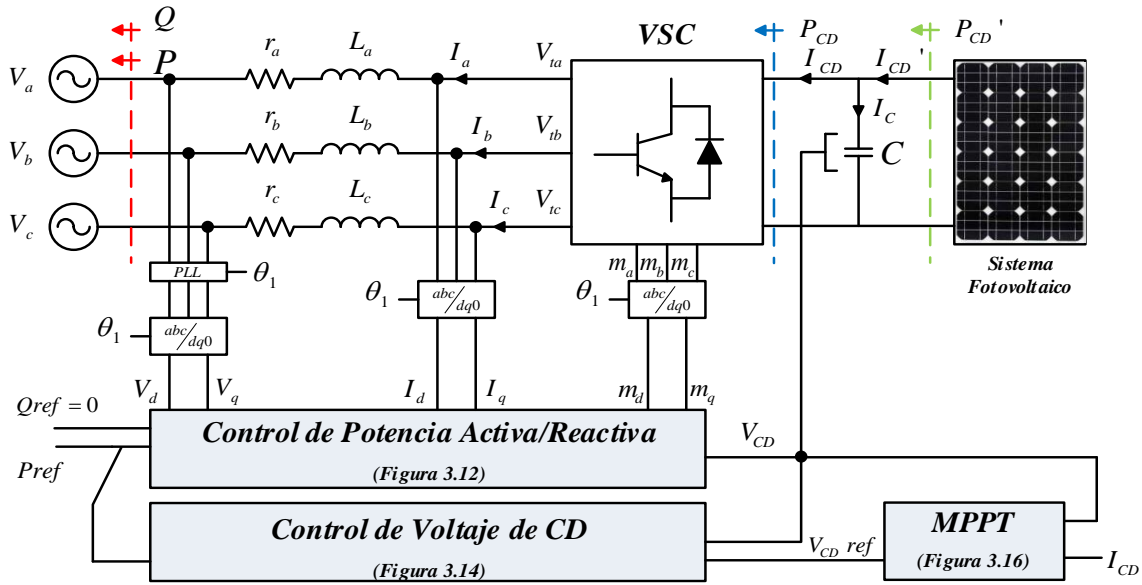 Q
P
r_a
L_a
I_a
V_ta
VSC
P_CD
P_CD'
I_CD
I_CD'
V_a
r_b
L_b
I_b
V_tb
I_C
C
V_b
r_c
L_c
I_c
V_tc
V_c
PLL
θ_1
m_a m_b m_c
Sistema
Fotovoltaico
θ_1
abc/dq0
θ_1
abc/dq0
θ_1
abc/dq0
V_d
V_q
I_d
I_q
m_d
m_q
Qref = 0
Control de Potencia Activa/Reactiva
(Figura 3.12)
V_CD
Pref
Control de Voltaje de CD
(Figura 3.14)
V_CD ref
MPPT
(Figura 3.16)
I_CD